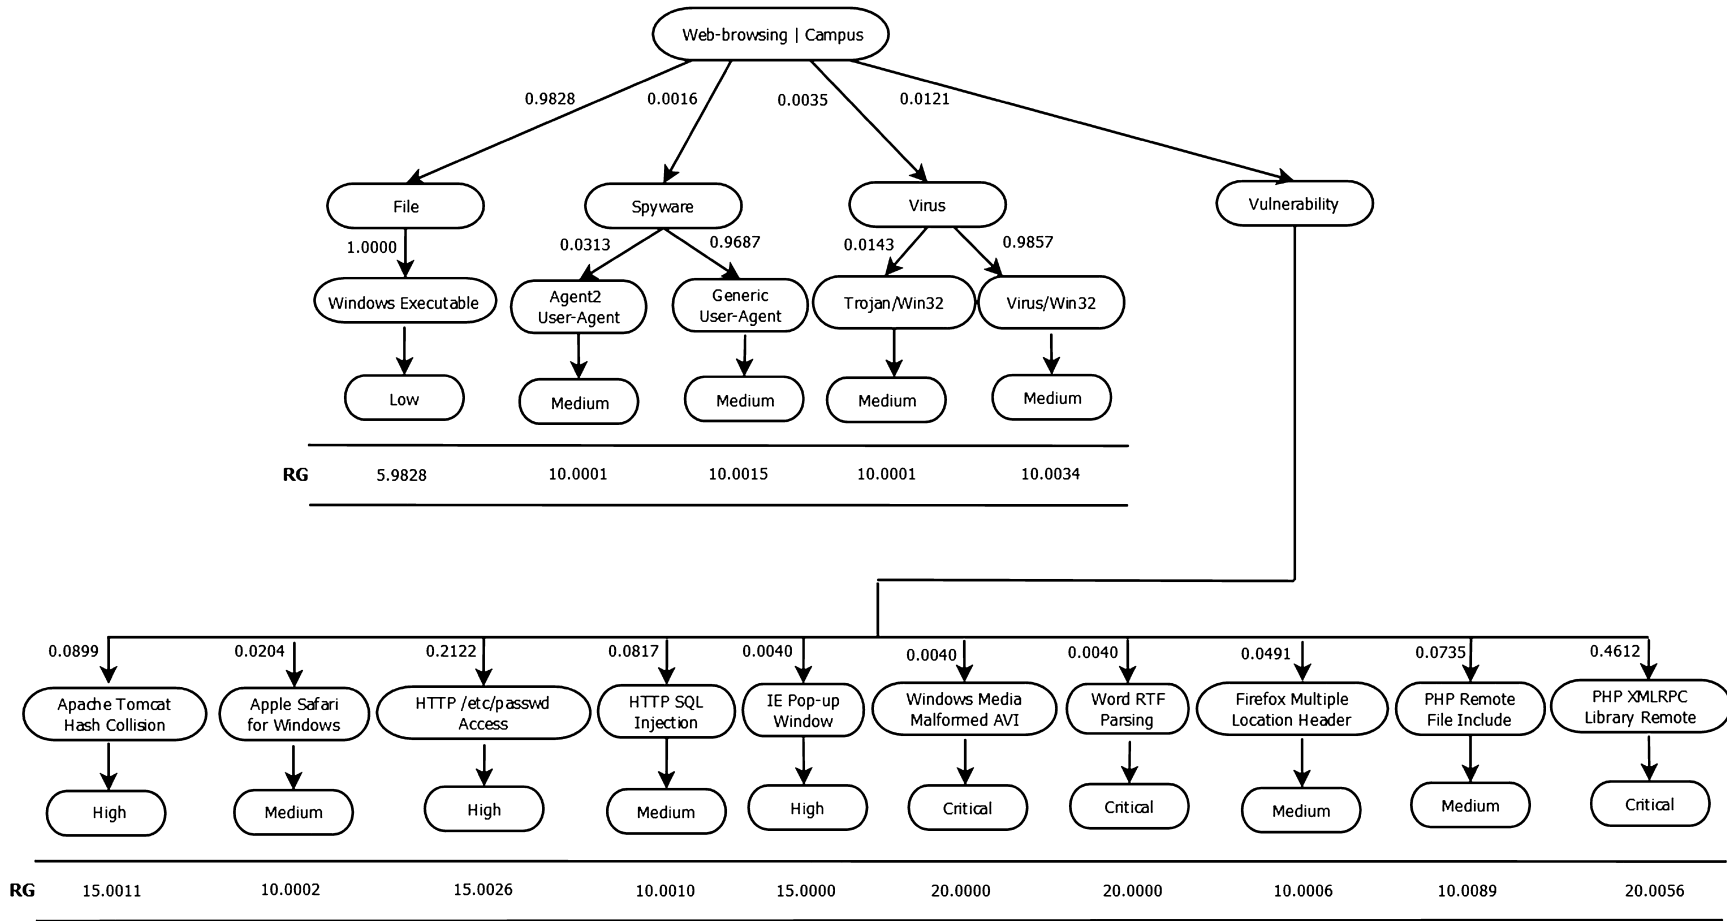 Web-browsing | Campus
0.9828
0.0016
0.0035
0.0121
File
Spyware
Virus
Vulnerability
1.0000
0.0313
0.9687
0.0143
0.9857
Windows Executable
Agent2
User-Agent
Generic
User-Agent
Trojan/Win32
Virus/Win32
Low
Medium
Medium
Medium
Medium
RG 5.9828 10.0001 10.0015 10.0001 10.0034
0.0899
0.0204
0.2122
0.0817
0.0040
0.0040
0.0040
0.0491
0.0735
0.4612
Apache Tomcat
Hash Collision
Apple Safari
for Windows
HTTP /etc/passwd
Access
HTTP SQL
Injection
IE Pop-up
Window
Windows Media
Malformed AVI
Word RTF
Parsing
Firefox Multiple
Location Header
PHP Remote
File Include
PHP XMLRPC
Library Remote
High
Medium
High
Medium
High
Critical
Critical
Medium
Medium
Critical
RG 15.0011 10.0002 15.0026 10.0010 15.0000 20.0000 20.0000 10.0006 10.0089 20.0056